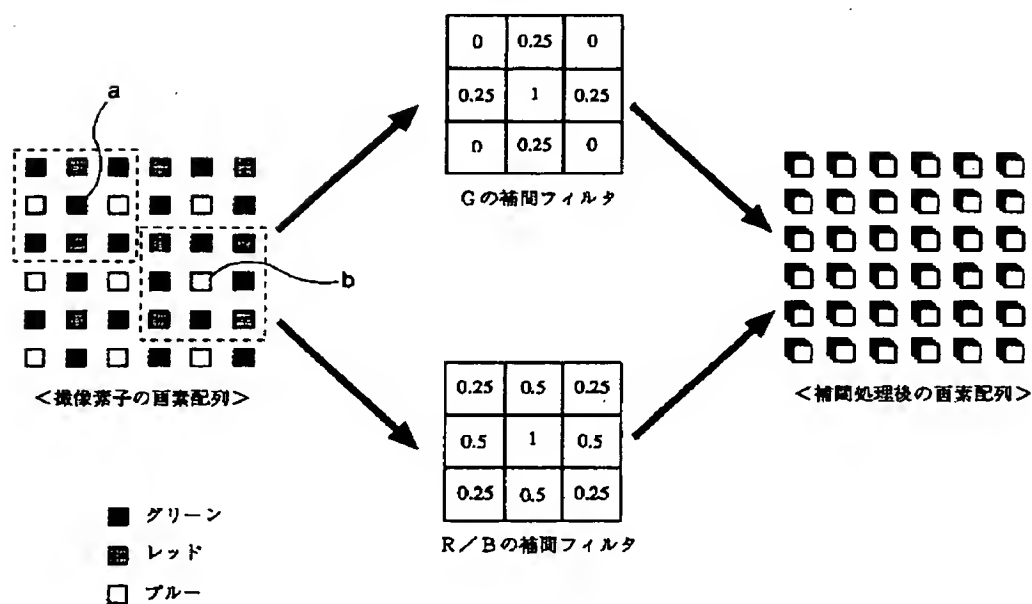 0 0.25 0
0.25 1 0.25
0 0.25 0
Gの補間フィルタ
a
b
<撮像素子の画素配列>
<補間処理後の画素配列>
0.25 0.5 0.25
0.5 1 0.5
0.25 0.5 0.25
R/Bの補間フィルタ
グリーン
レッド
ブルー